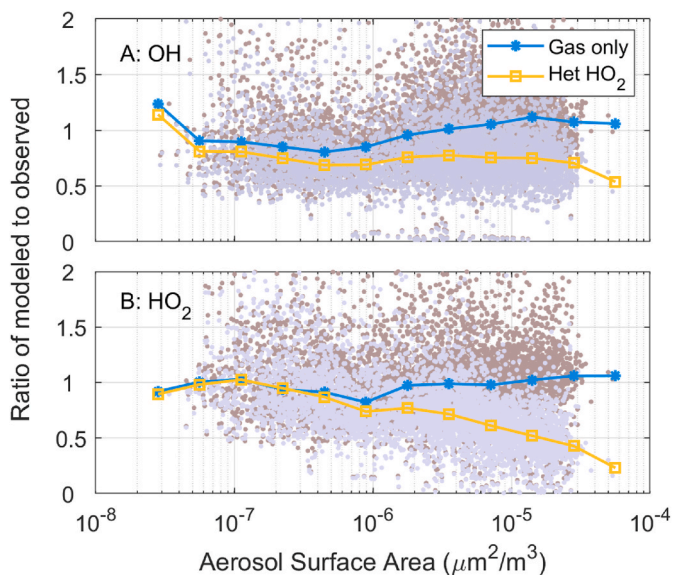 2
A: OH
Gas only
Het HO₂
1.5
1
0.5
0
Ratio of modeled to observed
2
B: HO₂
1.5
1
0.5
0
10⁻⁸ 10⁻⁷ 10⁻⁶ 10⁻⁵ 10⁻⁴
Aerosol Surface Area (μm²/m³)